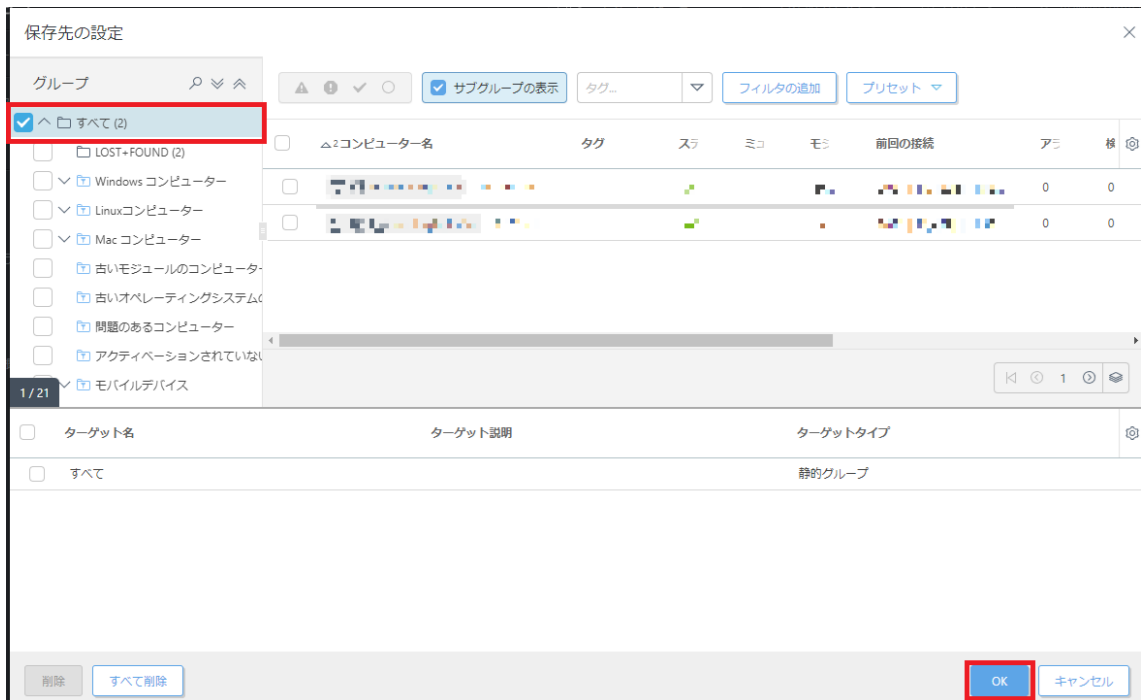 保存先の設定
グループ
サブグループの表示
タグ...
フィルタの追加
プリセット
すべて (2)
LOST+FOUND (2)
Windows コンピューター
Linuxコンピューター
Mac コンピューター
古いモジュールのコンピューター
古いオペレーティングシステムの
問題のあるコンピューター
アクティベーションされていない
モバイルデバイス
1 / 21
2コンピューター名
タグ
ステ
ミュ
モジ
前回の接続
アラ
検
0
0
0
0
1
ターゲット名
ターゲット説明
ターゲットタイプ
すべて
静的グループ
削除
すべて削除
OK
キャンセル